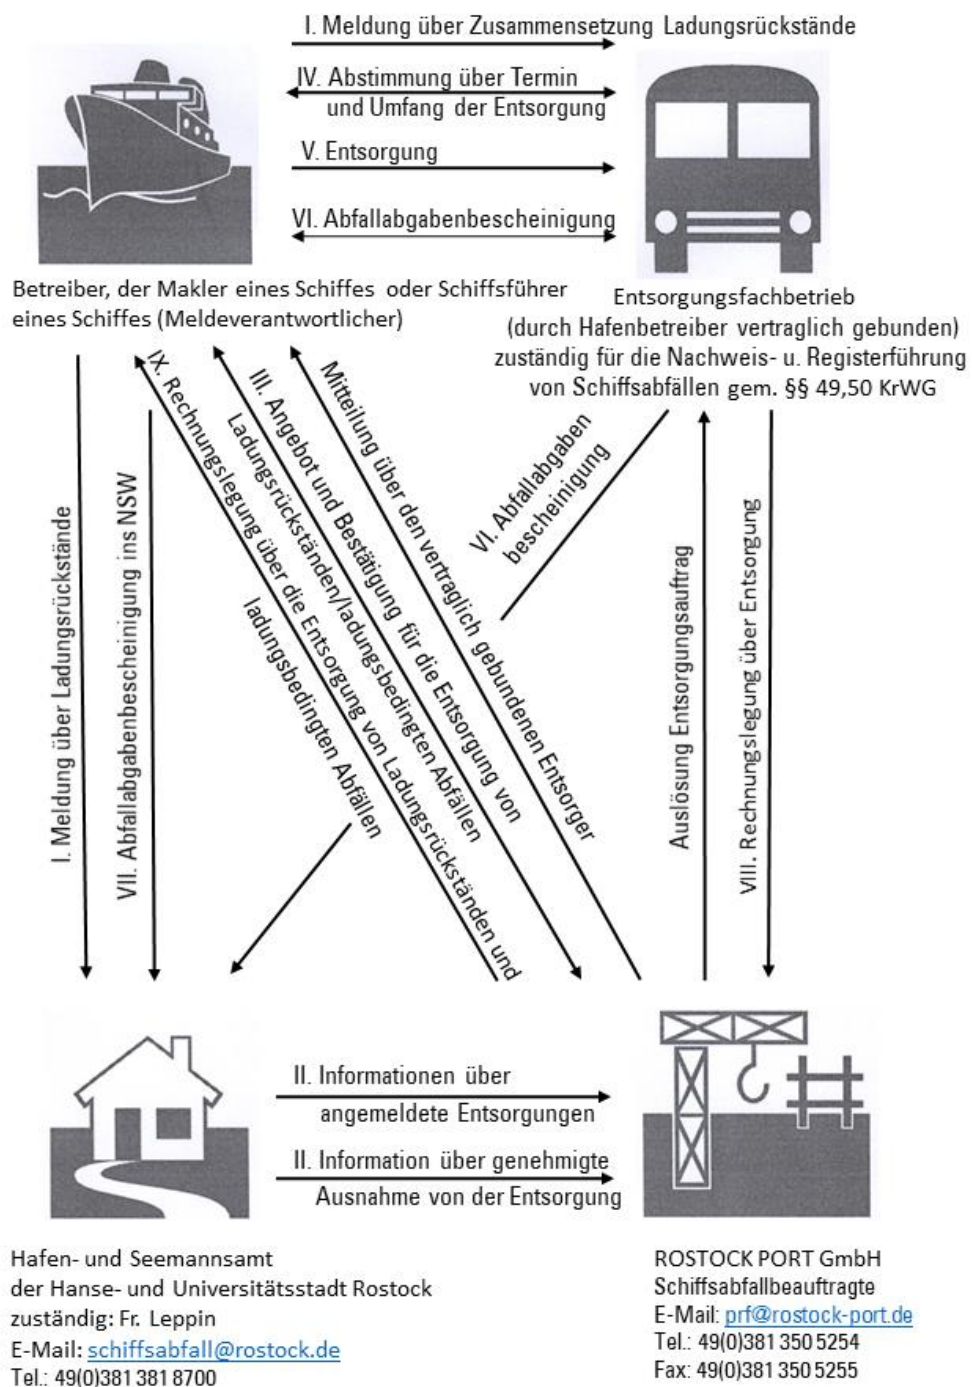 I. Meldung über Zusammensetzung Ladungsrückstände
IV. Abstimmung über Termin
und Umfang der Entsorgung
V. Entsorgung
VI. Abfallabgabenbescheinigung
Betreiber, der Makler eines Schiffes oder Schiffsführer
eines Schiffes (Meldeverantwortlicher)
Entsorgungsfachbetrieb
(durch Hafenbetreiber vertraglich gebunden)
zuständig für die Nachweis- u. Registerführung
von Schiffsabfällen gem. §§ 49,50 KrWG
I. Meldung über Ladungsrückstände
VII. Abfallabgabenbescheinigung ins NSW
IX. Rechnungslegung über die Entsorgung von Ladungsrückständen und
ladungsbedingten Abfällen
III. Angebot und Bestätigung für die Entsorgung von
Ladungsrückständen/ladungsbedingten Abfällen
Mitteilung über den vertraglich gebundenen Entsorger
VI. Abfallabgaben
bescheinigung
Auslösung Entsorgungsauftrag
VIII. Rechnungslegung über Entsorgung
II. Informationen über
angemeldete Entsorgungen
II. Information über genehmigte
Ausnahme von der Entsorgung
Hafen- und Seemannsamt
der Hanse- und Universitätsstadt Rostock
zuständig: Fr. Leppin
E-Mail: schiffsabfall@rostock.de
Tel.: 49(0)381 381 8700
ROSTOCK PORT GmbH
Schiffsabfallbeauftragte
E-Mail: prf@rostock-port.de
Tel.: 49(0)381 350 5254
Fax: 49(0)381 350 5255